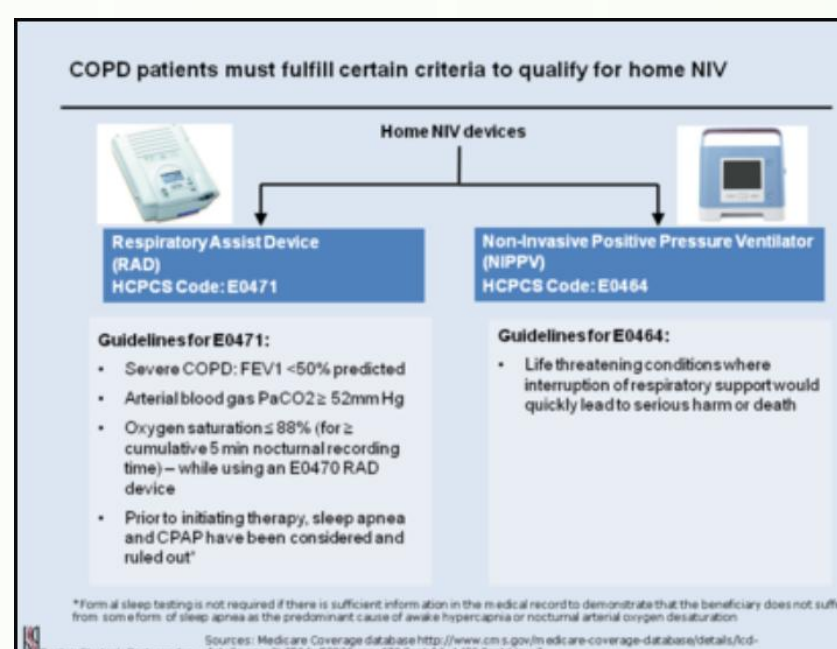 COPD patients must fulfill certain criteria to qualify for home NIV
Home NIV devices
Respiratory Assist Device
(RAD)
HCPCS Code: E0471
Non-Invasive Positive Pressure Ventilator
(NIPPV)
HCPCS Code: E0464
Guidelines for E0471:
• Severe COPD: FEV1 <50% predicted
• Arterial blood gas PaCO2 ≥ 52mm Hg
• Oxygen saturation ≤ 88% (for ≥
cumulative 5 min nocturnal recording
time) – while using an E0470 RAD
device
• Prior to initiating therapy, sleep apnea
and CPAP have been considered and
ruled out*
Guidelines for E0464:
• Life threatening conditions where
interruption of respiratory support would
quickly lead to serious harm or death
*Formal sleep testing is not required if there is sufficient information in the medical record to demonstrate that the beneficiary does not suffe
from some form of sleep apnea as the predominant cause of awake hypercapnia or nocturnal arterial oxygen desaturation
Sources: Medicare Coverage database http://www.cms.gov/medicare-coverage-database/details/lcd-